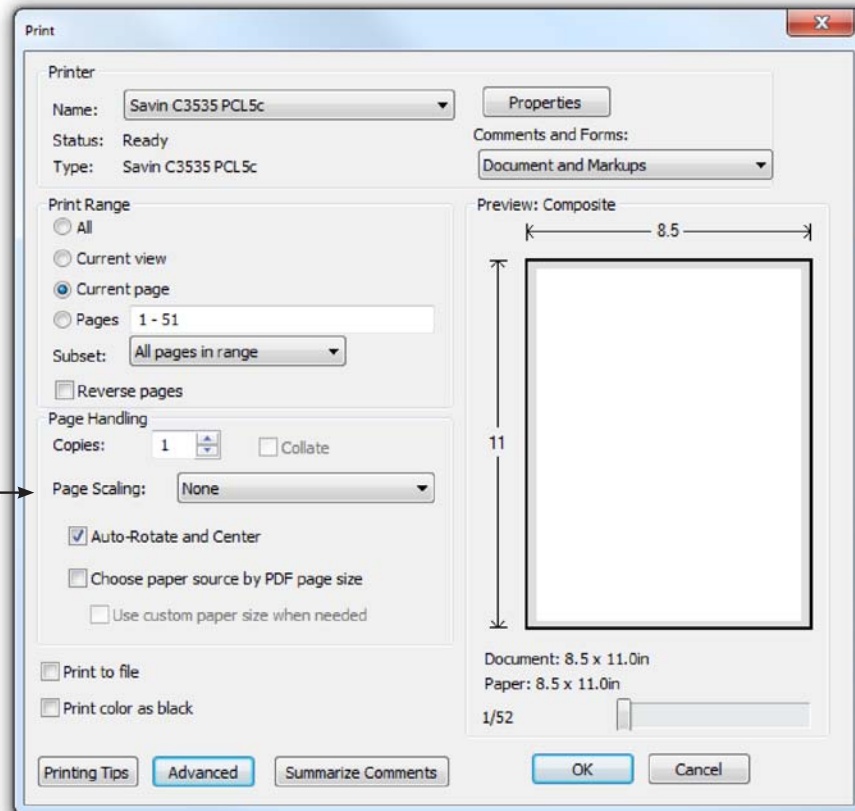 Print
Printer
Name: Savin C3535 PCL5c Properties
Status: Ready Comments and Forms:
Type: Savin C3535 PCL5c Document and Markups
Print Range
All
Current view
Current page
Pages 1 - 51
Subset: All pages in range
Reverse pages
Page Handling
Copies: 1 Collate
Page Scaling: None
Auto-Rotate and Center
Choose paper source by PDF page size
Use custom paper size when needed
Print to file
Print color as black
Preview: Composite
8.5
11
Document: 8.5 x 11.0in
Paper: 8.5 x 11.0in
1/52
Printing Tips Advanced Summarize Comments OK Cancel